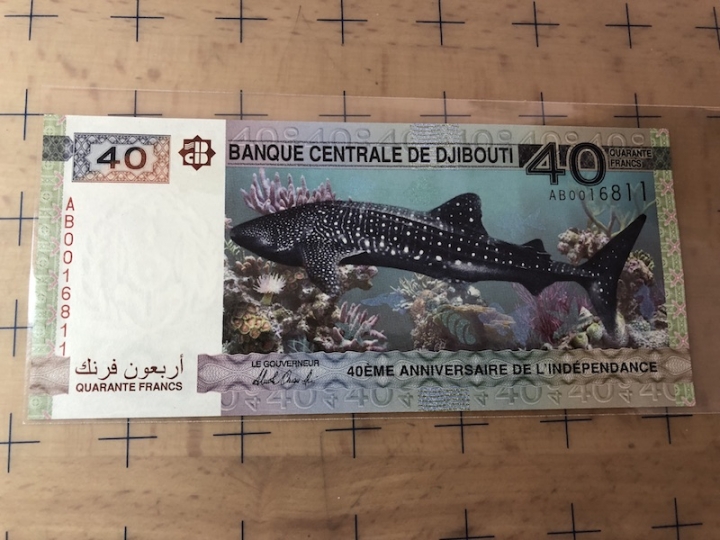 40
BANQUE CENTRALE DE DJIBOUTI
40
QUARANTE
FRANCS
AB0016811
AB0016811
أربعون فرنك
QUARANTE FRANCS
LE GOUVERNEUR
40ÈME ANNIVERSAIRE DE L'INDÉPENDANCE